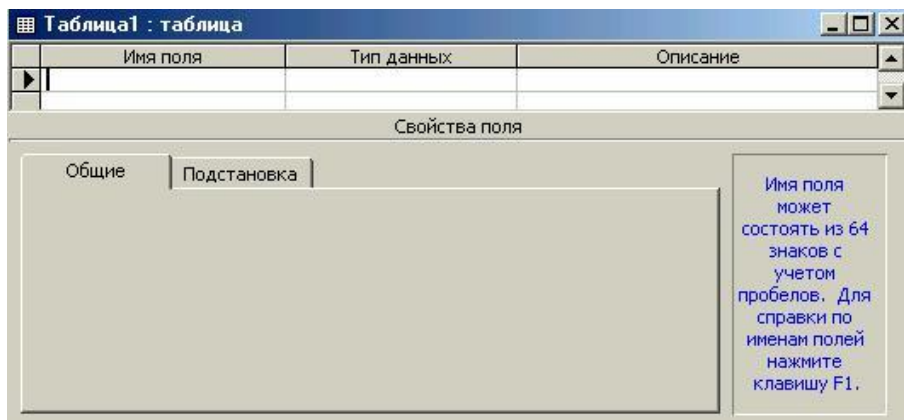 Таблица1 : таблица
Имя поля Тип данных Описание
Свойства поля
Общие Подстановка
Имя поля
может
состоять из 64
знаков с
учетом
пробелов. Для
справки по
именам полей
нажмите
клавишу F1.